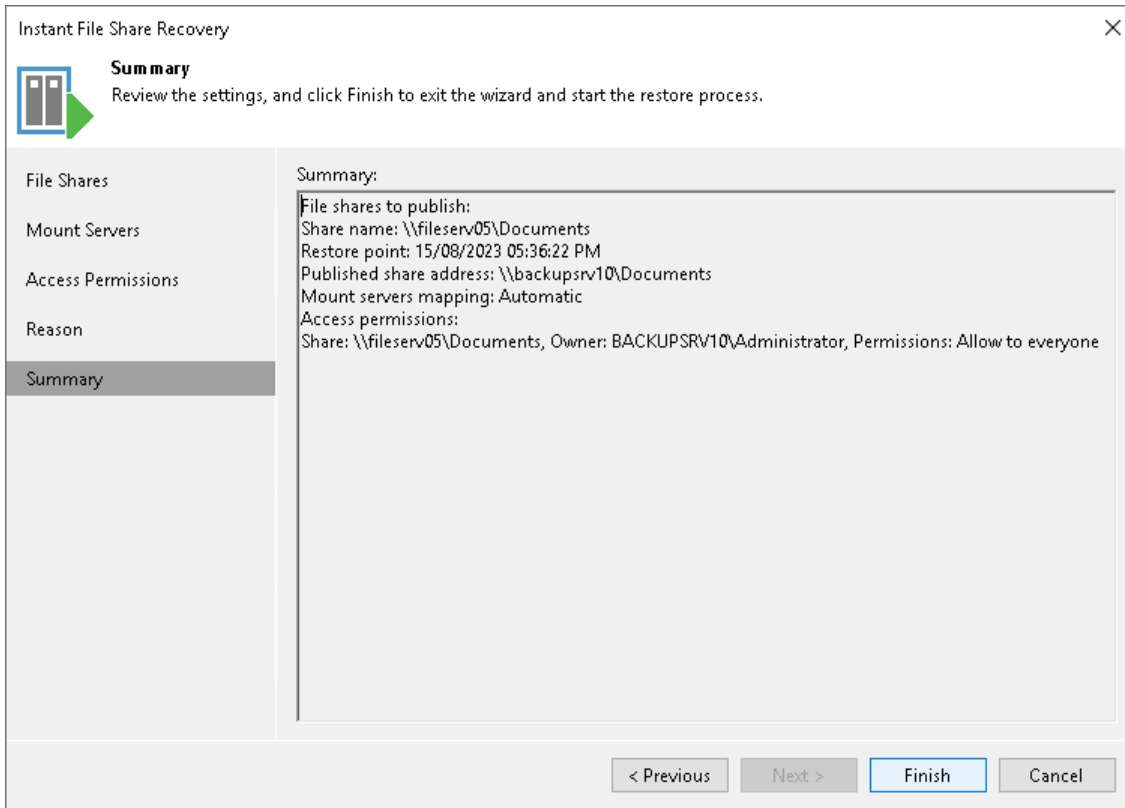 Instant File Share Recovery
Summary
Review the settings, and click Finish to exit the wizard and start the restore process.
File Shares
Mount Servers
Access Permissions
Reason
Summary
Summary:
File shares to publish:
Share name: \\fileserv05\Documents
Restore point: 15/08/2023 05:36:22 PM
Published share address: \\backupsrv10\Documents
Mount servers mapping: Automatic
Access permissions:
Share: \\fileserv05\Documents, Owner: BACKUPSRV10\Administrator, Permissions: Allow to everyone
< Previous
Next >
Finish
Cancel